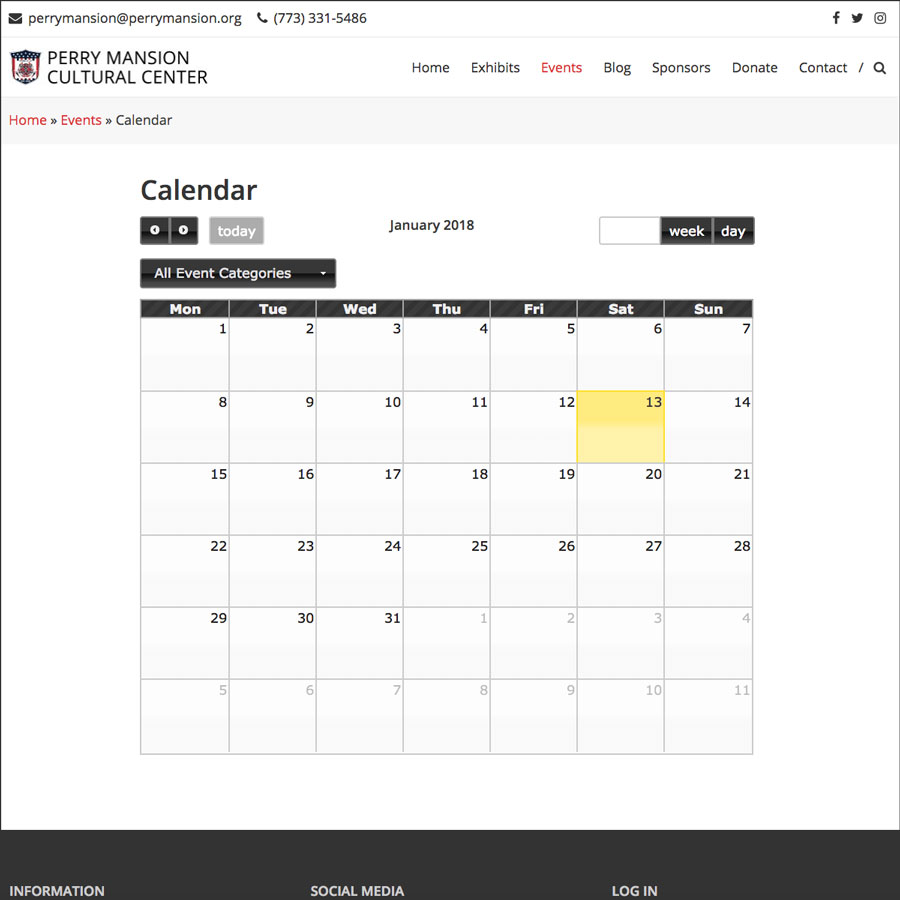 perrymansion@perrymansion.org (773) 331-5486
PERRY MANSION
CULTURAL CENTER
Home Exhibits Events Blog Sponsors Donate Contact /
Home » Events » Calendar
Calendar
today January 2018 week day
All Event Categories
Mon Tue Wed Thu Fri Sat Sun
1 2 3 4 5 6 7
8 9 10 11 12 13 14
15 16 17 18 19 20 21
22 23 24 25 26 27 28
29 30 31 1 2 3 4
5 6 7 8 9 10 11
INFORMATION SOCIAL MEDIA LOG IN